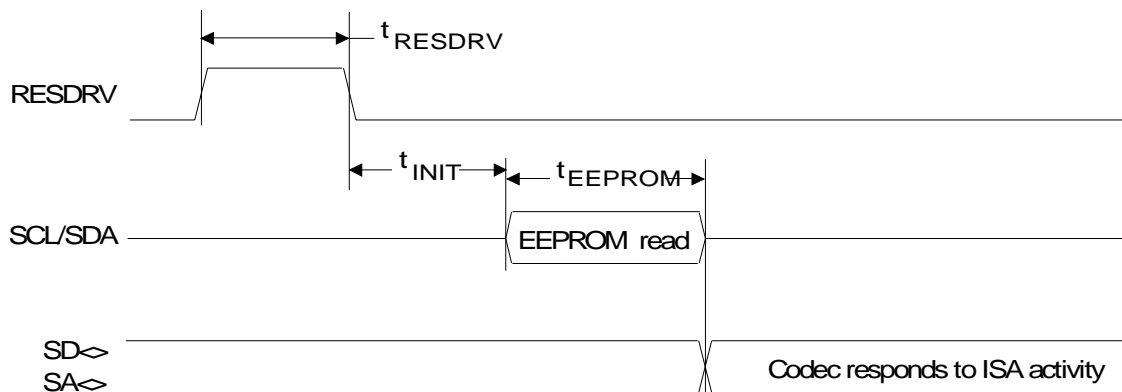 tRESDRV
RESDRV
tINIT
tEEPROM
SCL/SDA
EEPROM read
SD<>
SA<>
Codec responds to ISA activity